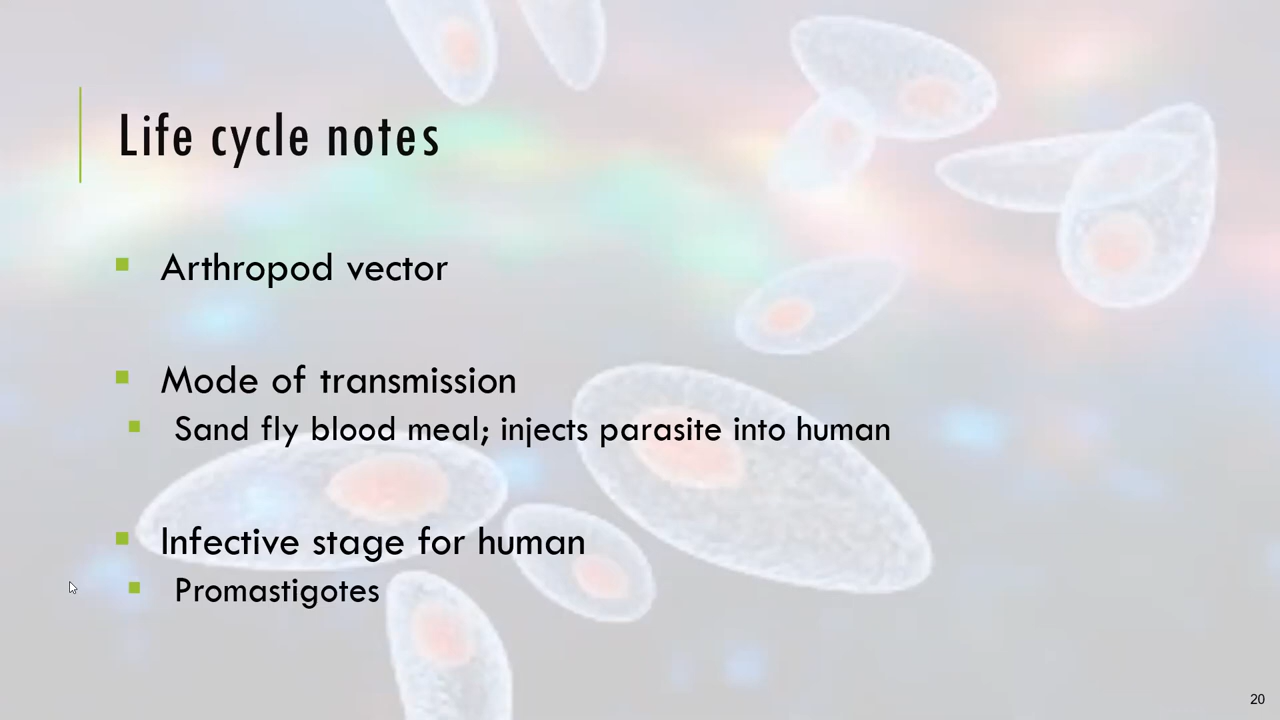 Life cycle notes
Arthropod vector
Mode of transmission
Sand fly blood meal; injects parasite into human
Infective stage for human
Promastigotes
20